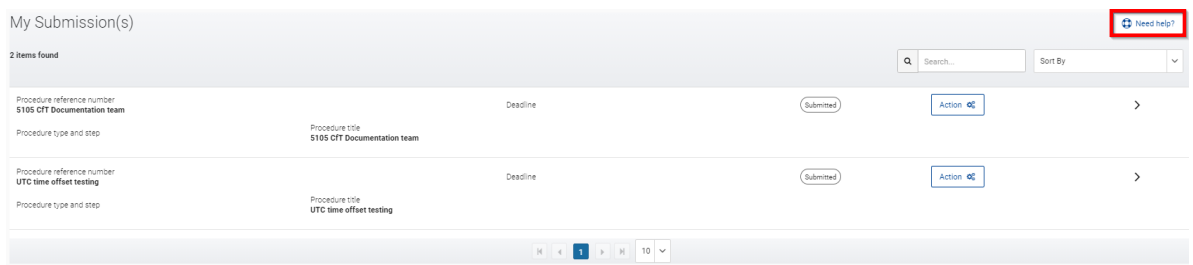 My Submission(s)
Need help?
2 items found
Search...
Sort By
Procedure reference number
5105 CfT Documentation team
Deadline
Submitted
Action
Procedure type and step
Procedure title
5105 CfT Documentation team
Procedure reference number
UTC time offset testing
Deadline
Submitted
Action
Procedure type and step
Procedure title
UTC time offset testing
1
10